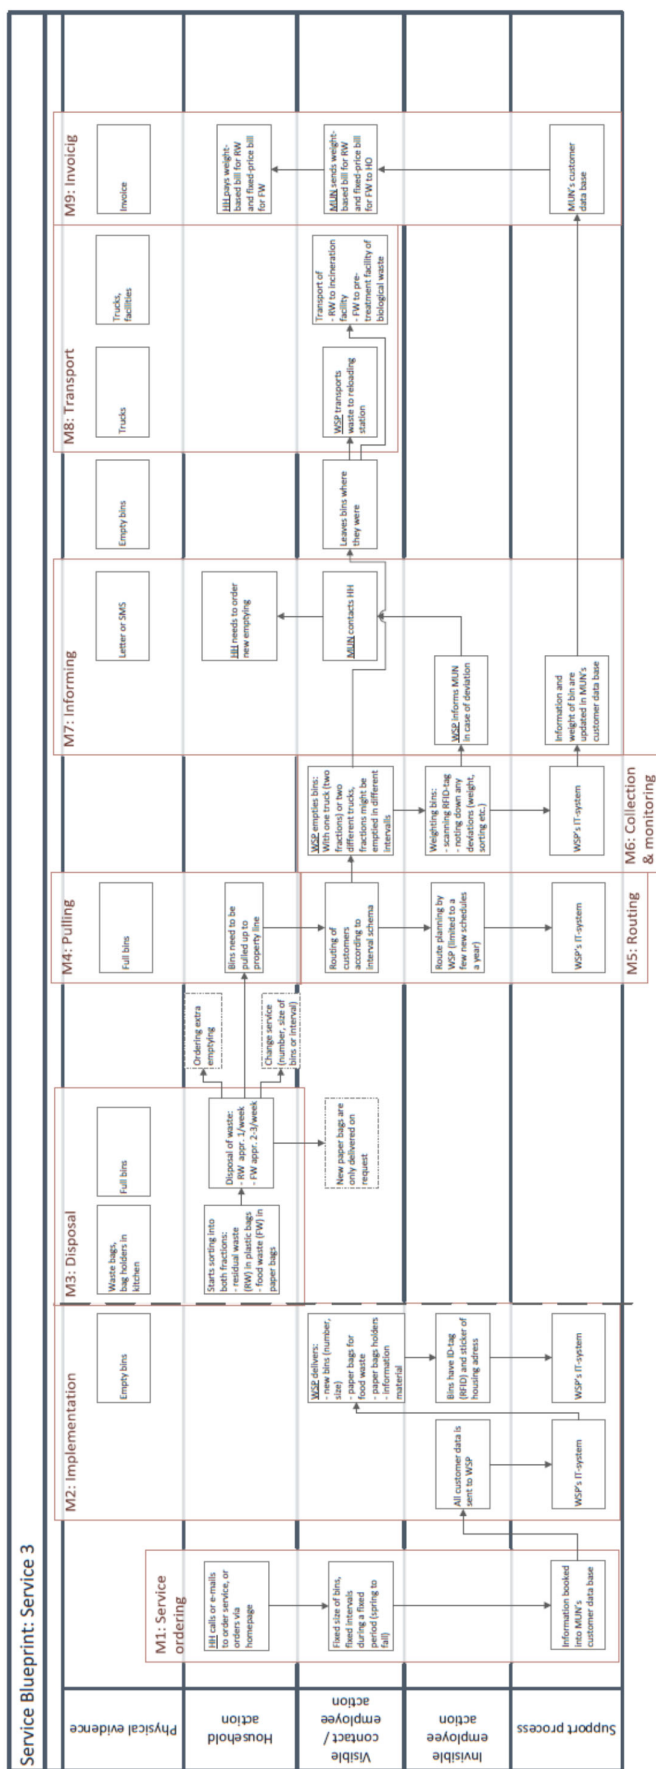 Service Blueprint: Service 3
Physical evidence
Household
action
Visible
contact /
employee
action
Invisible
employee
action
Support process
M1: Service
ordering
HH calls or e-mails
to order service, or
orders via
homepage
Fixed size of bins,
fixed intervals
during a fixed
period (spring to
fall)
Information booked
into MUN's
customer data base
M2: Implementation
Empty bins
WSP delivers:
- new bins (number,
size)
- paper bags for
food waste
- paper bags holders
- information
material
All customer data is
sent to WSP
Bins have ID-tag
(RFID) and sticker of
housing adress
WSP's IT-system
WSP's IT-system
M3: Disposal
Waste bags,
bag holders in
kitchen
Full bins
Starts sorting into
both fractions:
- residual waste
(RW) in plastic bags
- food waste (FW) in
paper bags
Disposal of waste:
- RW appr. 1/week
- FW appr. 2-3/week
New paper bags are
only delivered on
request
Ordering extra
emptying
Change service
(number, size of
bins or interval)
M4: Pulling
Full bins
Bins need to be
pulled up to
property line
Routing of
customers
according to
interval schema
Route planning by
WSP (limited to a
few new schedules
a year)
WSP's IT-system
M5: Routing
WSP empties bins:
With one truck (two
fractions) or two
different trucks,
fractions might be
emptied in different
intervalls
Weighting bins:
- scanning RFID-tag
- noting down any
deviations (weight,
sorting etc.)
WSP's IT-system
M6: Collection
& monitoring
M7: Informing
Letter or SMS
HH needs to order
new emptying
MUN contacts HH
WSP informs MUN
in case of deviation
Information and
weight of bin are
updated in MUN's
customer data base
Empty bins
Leaves bins where
they were
M8: Transport
Trucks
Trucks,
facilities
WSP transports
waste to reloading
station
Transport of
- RW to incineration
facility
- FW to pre-
treatment facility of
biological waste
M9: Invoicig
Invoice
HH pays weight-
based bill for RW
and fixed-price bill
for FW
MUN sends weight-
based bill for RW
and fixed-price bill
for FW to HO
MUN's customer
data base